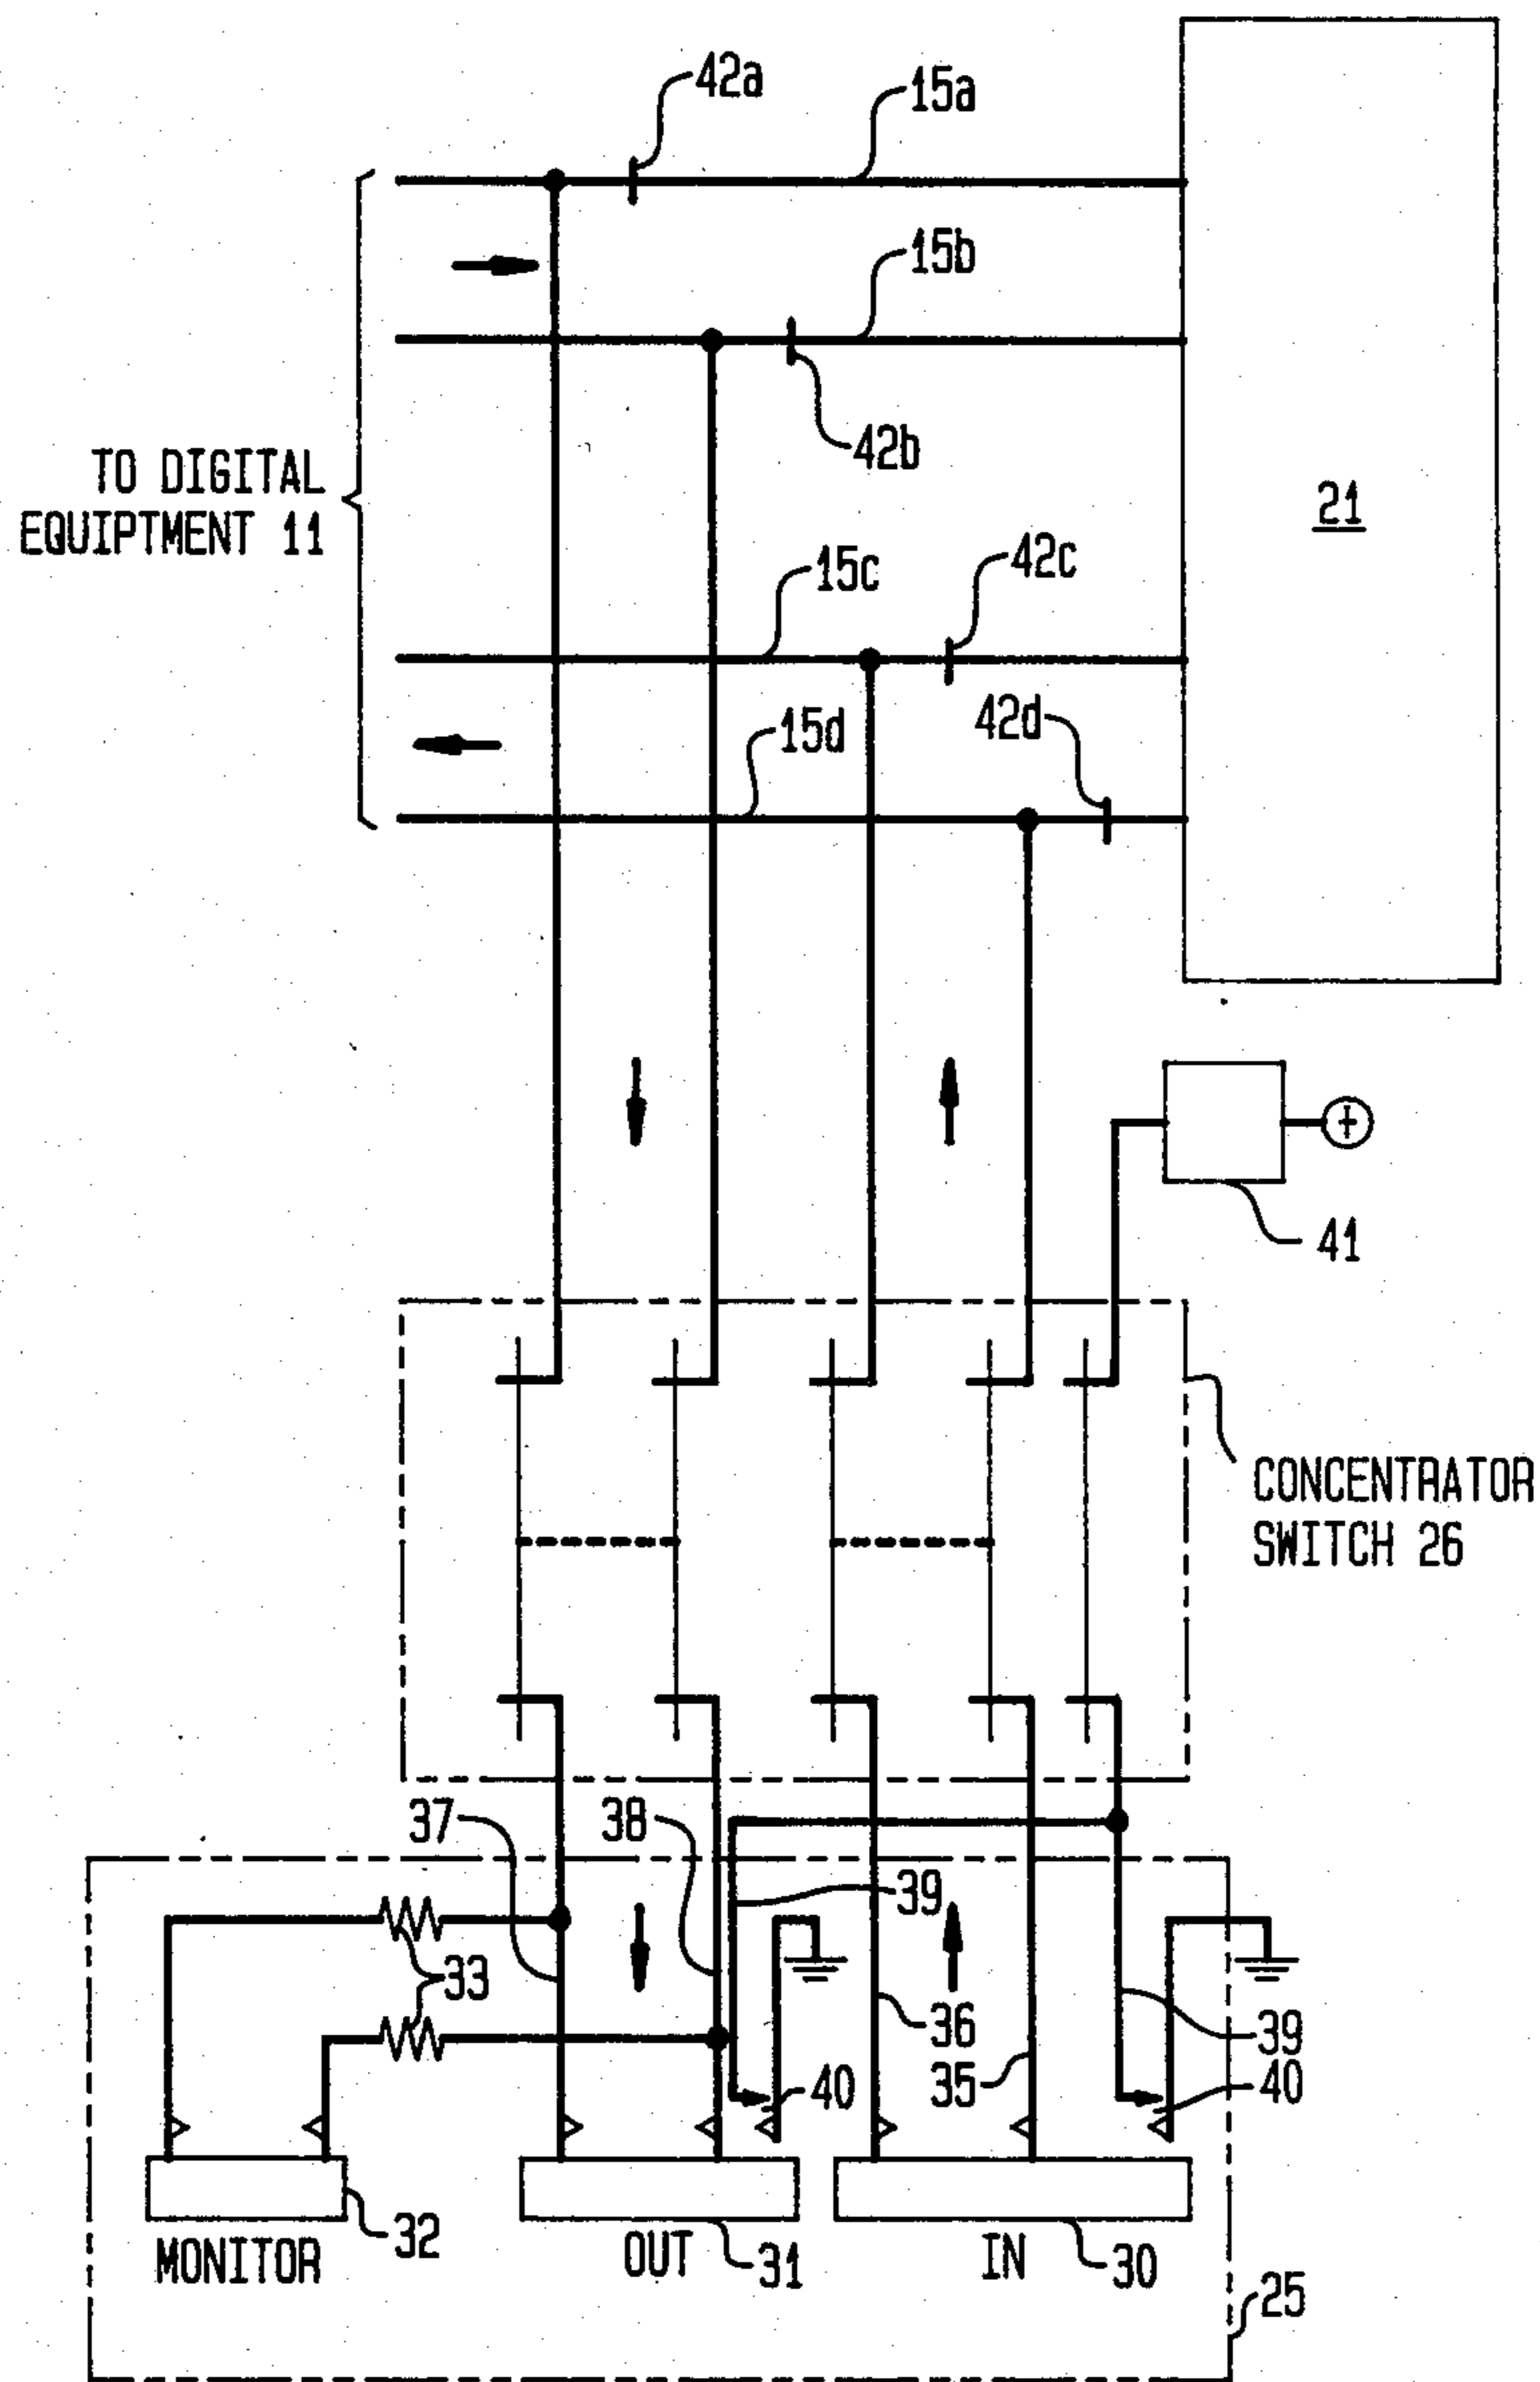 42a
15a
15b
42b
TO DIGITAL
EQUIPTMENT 11
21
15c
42c
15d
42d
+
41
CONCENTRATOR
SWITCH 26
37
38
39
33
36
39
35
40
40
32
MONITOR
OUT
31
IN
30
25